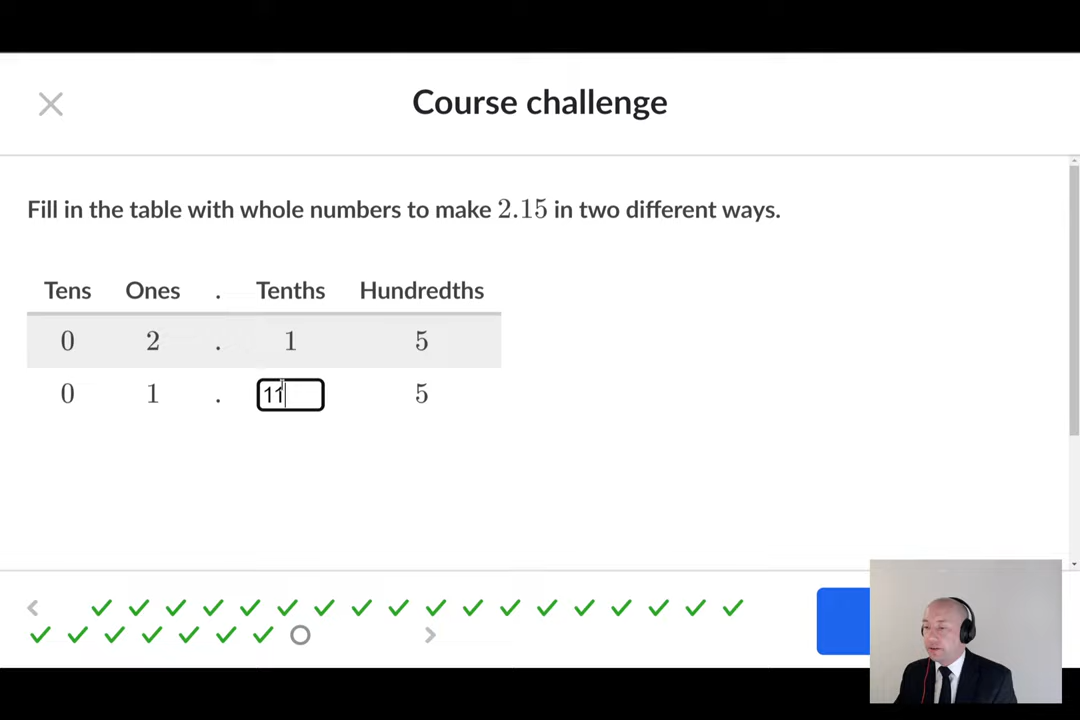 Course challenge
Fill in the table with whole numbers to make 2.15 in two different ways.
Tens Ones . Tenths Hundredths
0 2 . 1 5
0 1 . 11 5